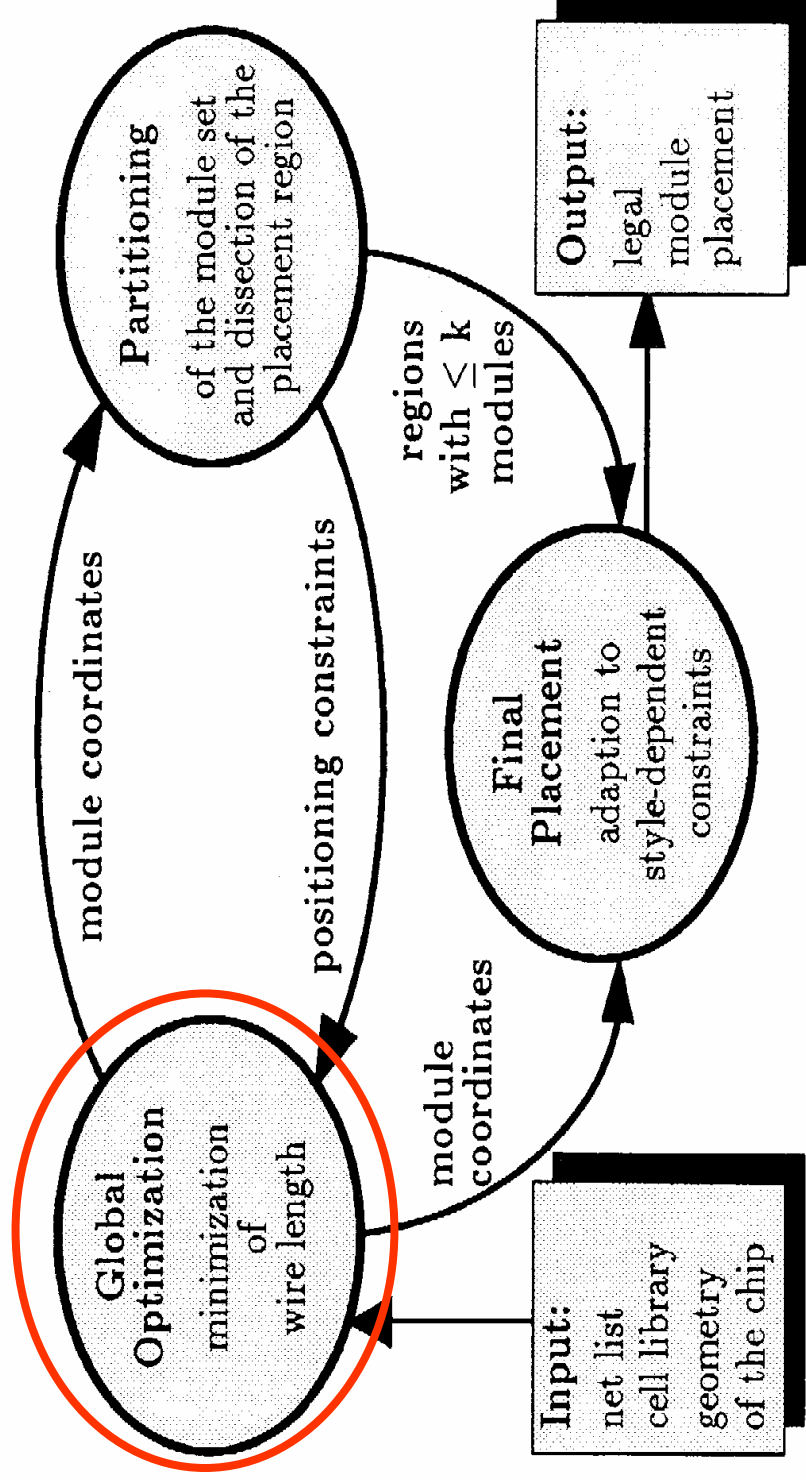 Global
Optimization
minimization
of
wire length
module coordinates
positioning constraints
Partitioning
of the module set
and dissection of the
placement region
module
coordinates
regions
with ≤ k
modules
Final
Placement
adaption to
style-dependent
constraints
Input:
net list
cell library
geometry
of the chip
Output:
legal
module
placement